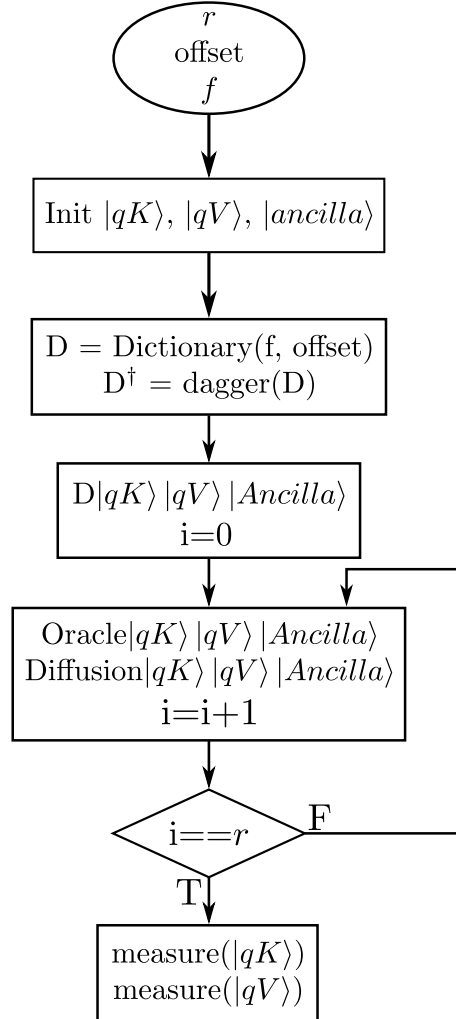 r
offset
f
Init |qK⟩, |qV⟩, |ancilla⟩
D = Dictionary(f, offset)
D† = dagger(D)
D|qK⟩ |qV⟩ |Ancilla⟩
i=0
Oracle|qK⟩ |qV⟩ |Ancilla⟩
Diffusion|qK⟩ |qV⟩ |Ancilla⟩
i=i+1
i==r
F
T
measure(|qK⟩)
measure(|qV⟩)